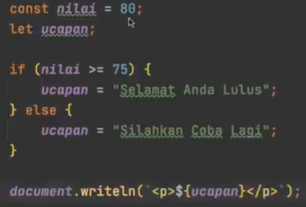 const nilai = 80;
let ucapan;
if (nilai >= 75) {
ucapan = "Selamat Anda Lulus";
} else {
ucapan = "Silahkan Coba Lagi";
}
document.writeln(`<p>${ucapan}</p>`);